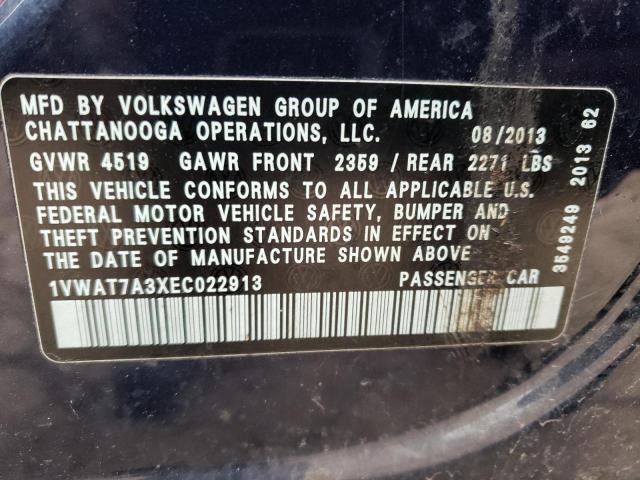 MFD BY VOLKSWAGEN GROUP OF AMERICA
CHATTANOOGA OPERATIONS, LLC. 08/2013
GVWR 4519 GAWR FRONT 2359 / REAR 2271 LBS
THIS VEHICLE CONFORMS TO ALL APPLICABLE U.S.
FEDERAL MOTOR VEHICLE SAFETY, BUMPER AND
THEFT PREVENTION STANDARDS IN EFFECT ON
THE DATE OF MANUFACTURE SHOWN ABOVE
1VWAT7A3XEC022913 PASSENGER CAR
3549249 2013 62